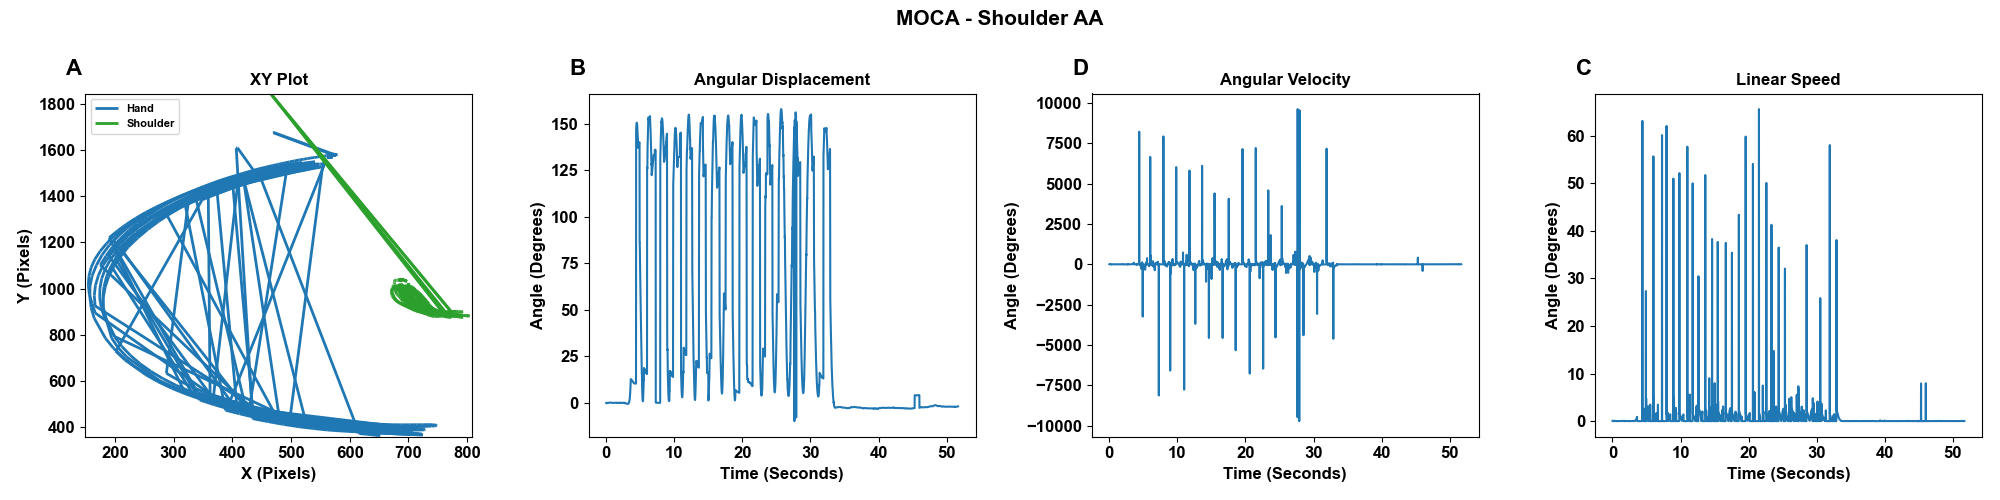 MOCA - Shoulder AA
A
XY Plot
Hand
Shoulder
1800
1600
1400
1200
1000
800
600
400
Y (Pixels)
200
300
400
500
600
700
800
X (Pixels)
B
Angular Displacement
150
125
100
75
50
25
0
Angle (Degrees)
0
10
20
30
40
50
Time (Seconds)
D
Angular Velocity
10000
7500
5000
2500
0
−2500
−5000
−7500
−10000
Angle (Degrees)
0
10
20
30
40
50
Time (Seconds)
C
Linear Speed
60
50
40
30
20
10
0
Angle (Degrees)
0
10
20
30
40
50
Time (Seconds)